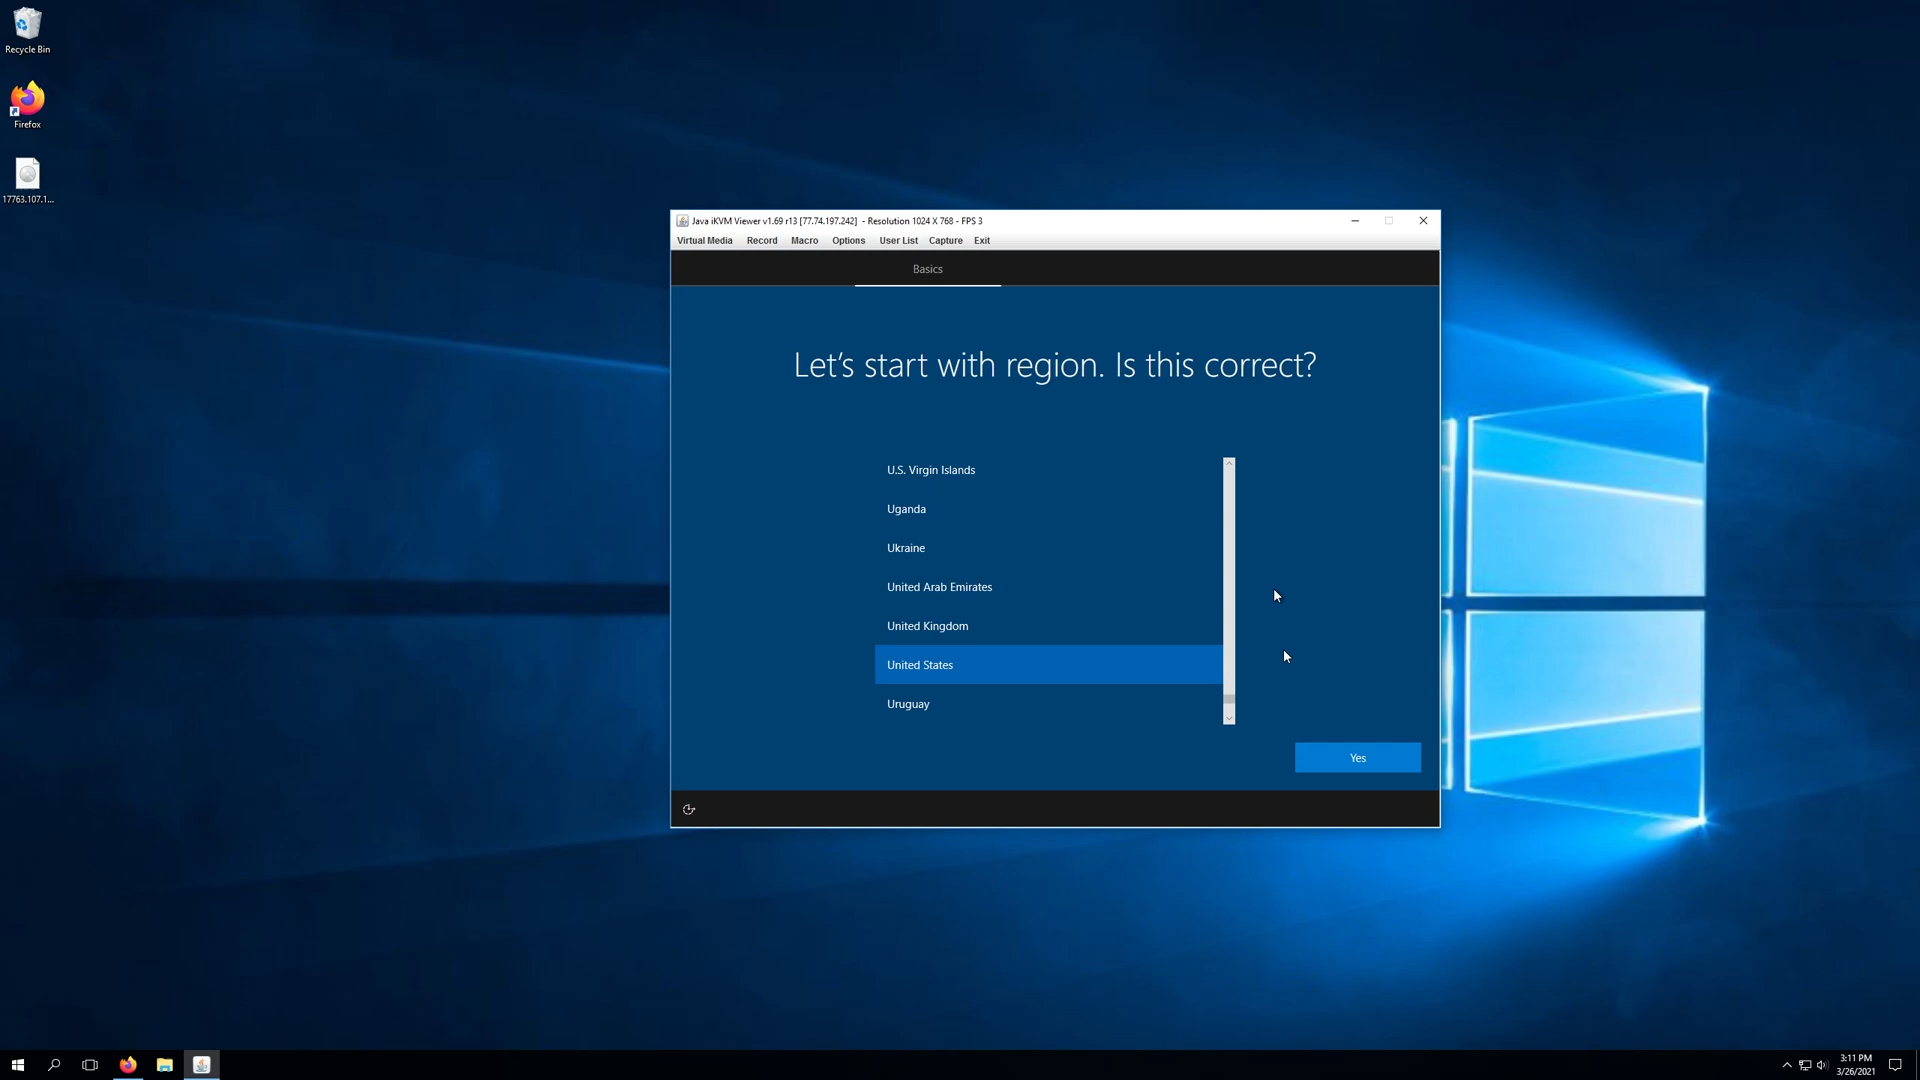 Recycle Bin
Firefox
17763.107.1...
Java iKVM Viewer v1.69 r13 [77.74.197.242] - Resolution 1024 X 768 - FPS 3
Virtual Media Record Macro Options User List Capture Exit
Basics
Let's start with region. Is this correct?
U.S. Virgin Islands
Uganda
Ukraine
United Arab Emirates
United Kingdom
United States
Uruguay
Yes
3:11 PM
3/26/2021